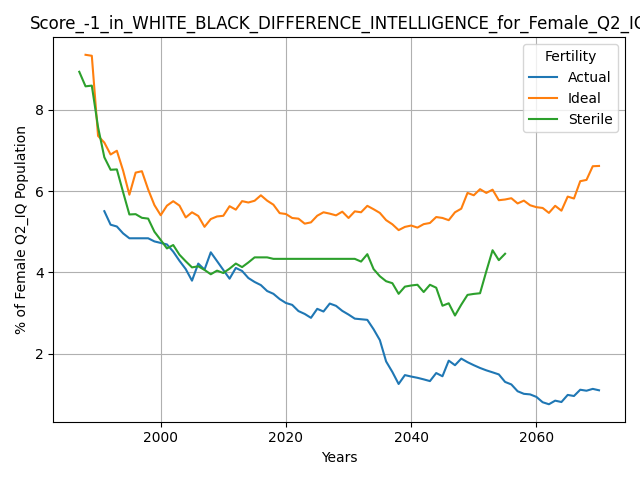 Score_-1_in_WHITE_BLACK_DIFFERENCE_INTELLIGENCE_for_Female_Q2_IQ
Fertility
Actual
Ideal
Sterile
% of Female Q2_IQ Population
8
6
4
2
2000
2020
2040
2060
Years